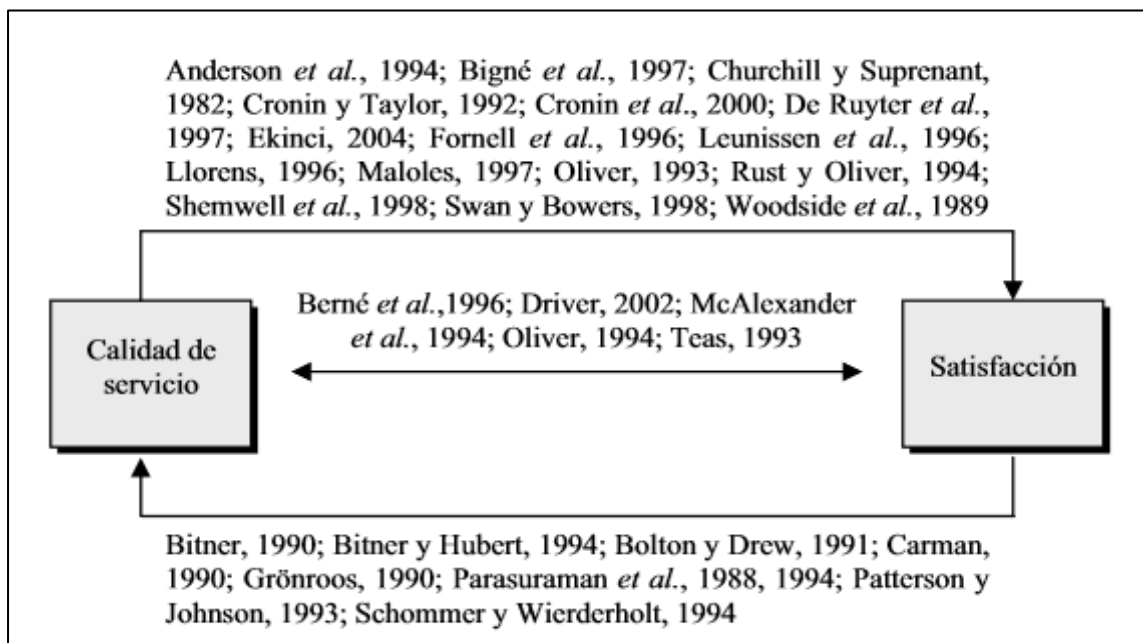 Anderson et al., 1994; Bigné et al., 1997; Churchill y Suprenant,
1982; Cronin y Taylor, 1992; Cronin et al., 2000; De Ruyter et al.,
1997; Ekinci, 2004; Fornell et al., 1996; Leunissen et al., 1996;
Llorens, 1996; Maloles, 1997; Oliver, 1993; Rust y Oliver, 1994;
Shemwell et al., 1998; Swan y Bowers, 1998; Woodside et al., 1989
Berné et al.,1996; Driver, 2002; McAlexander
et al., 1994; Oliver, 1994; Teas, 1993
Calidad de
servicio
Satisfacción
Bitner, 1990; Bitner y Hubert, 1994; Bolton y Drew, 1991; Carman,
1990; Grönroos, 1990; Parasuraman et al., 1988, 1994; Patterson y
Johnson, 1993; Schommer y Wierderholt, 1994